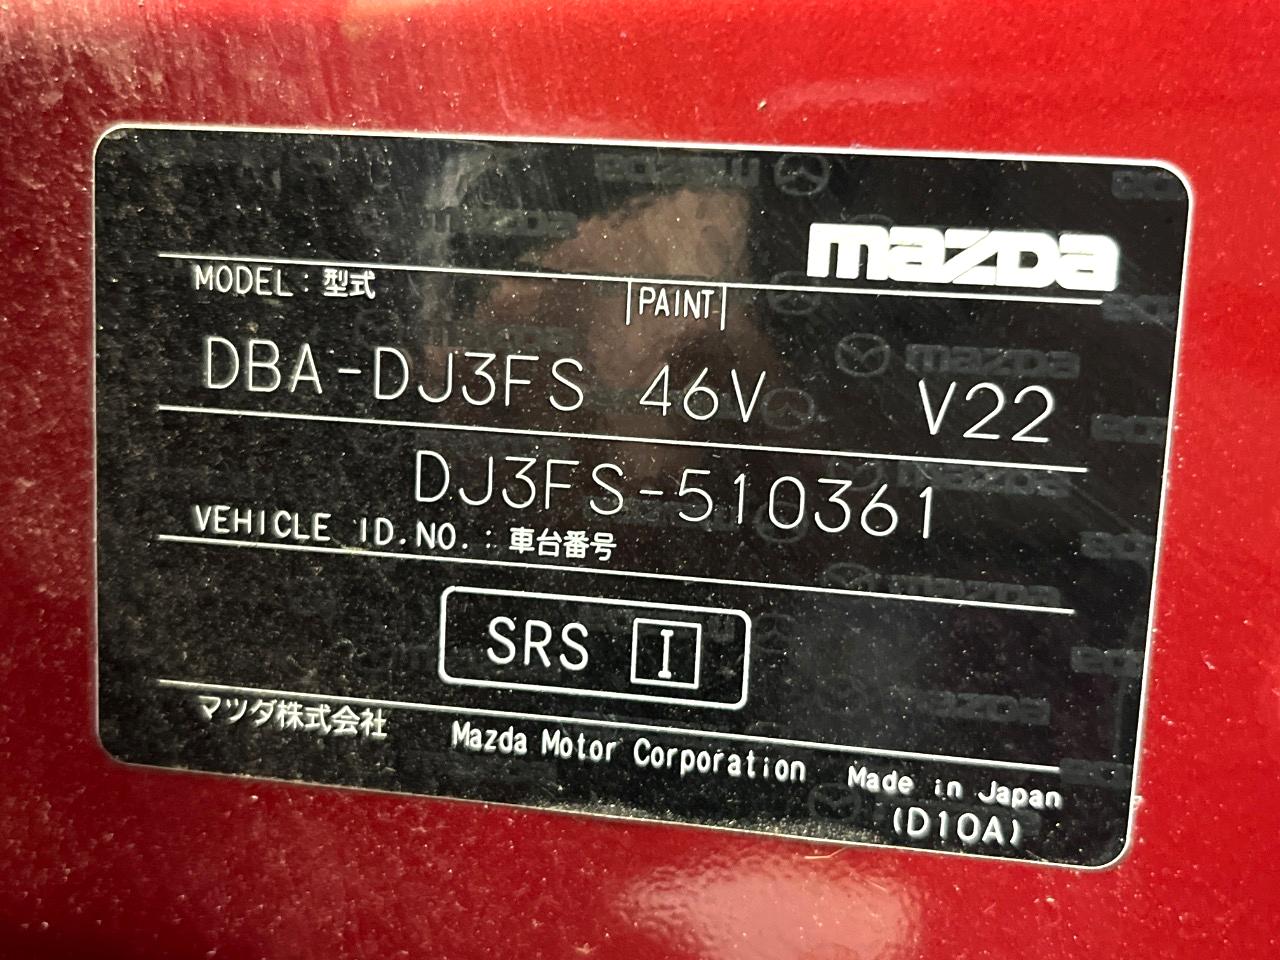 mazda
MODEL : 型式 PAINT
DBA-DJ3FS 46V V22
DJ3FS-510361
VEHICLE ID.NO. : 車台番号
SRS I
マツダ株式会社 Mazda Motor Corporation Made in Japan
(D10A)